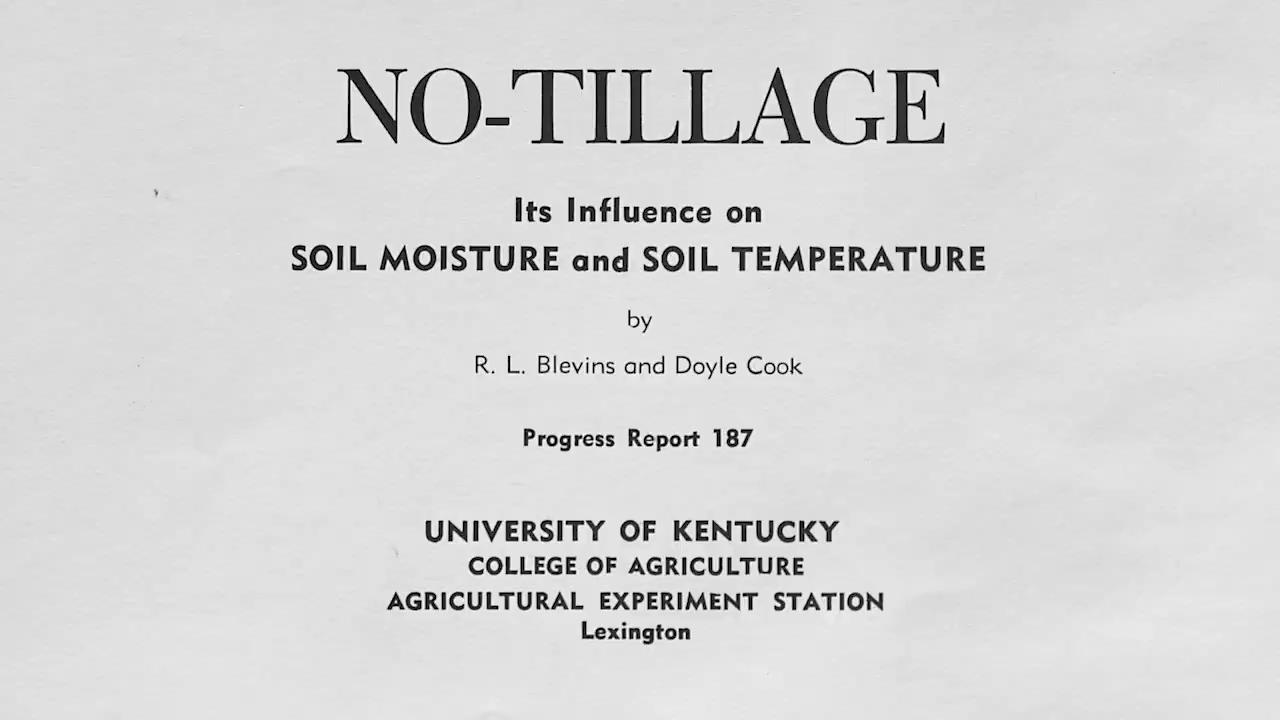 NO-TILLAGE
Its Influence on
SOIL MOISTURE and SOIL TEMPERATURE
by
R. L. Blevins and Doyle Cook
Progress Report 187
UNIVERSITY OF KENTUCKY
COLLEGE OF AGRICULTURE
AGRICULTURAL EXPERIMENT STATION
Lexington